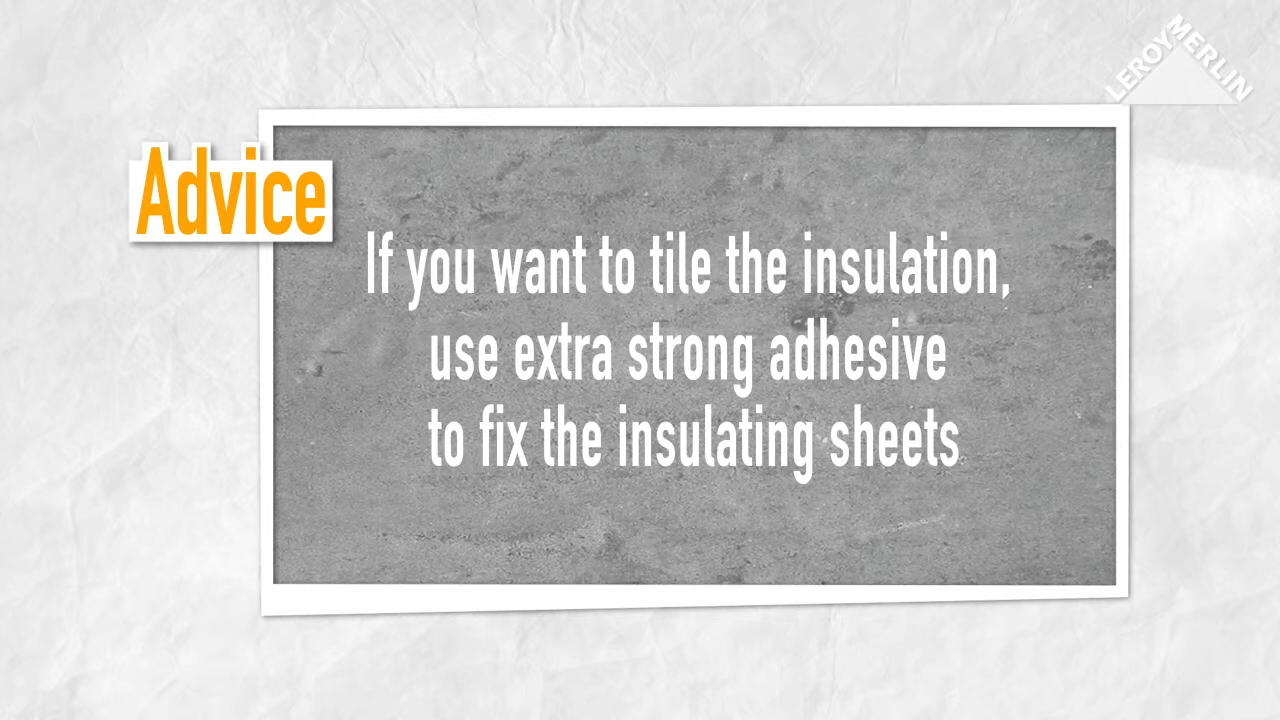 LEROY MERLIN
Advice
If you want to tile the insulation,
use extra strong adhesive
to fix the insulating sheets